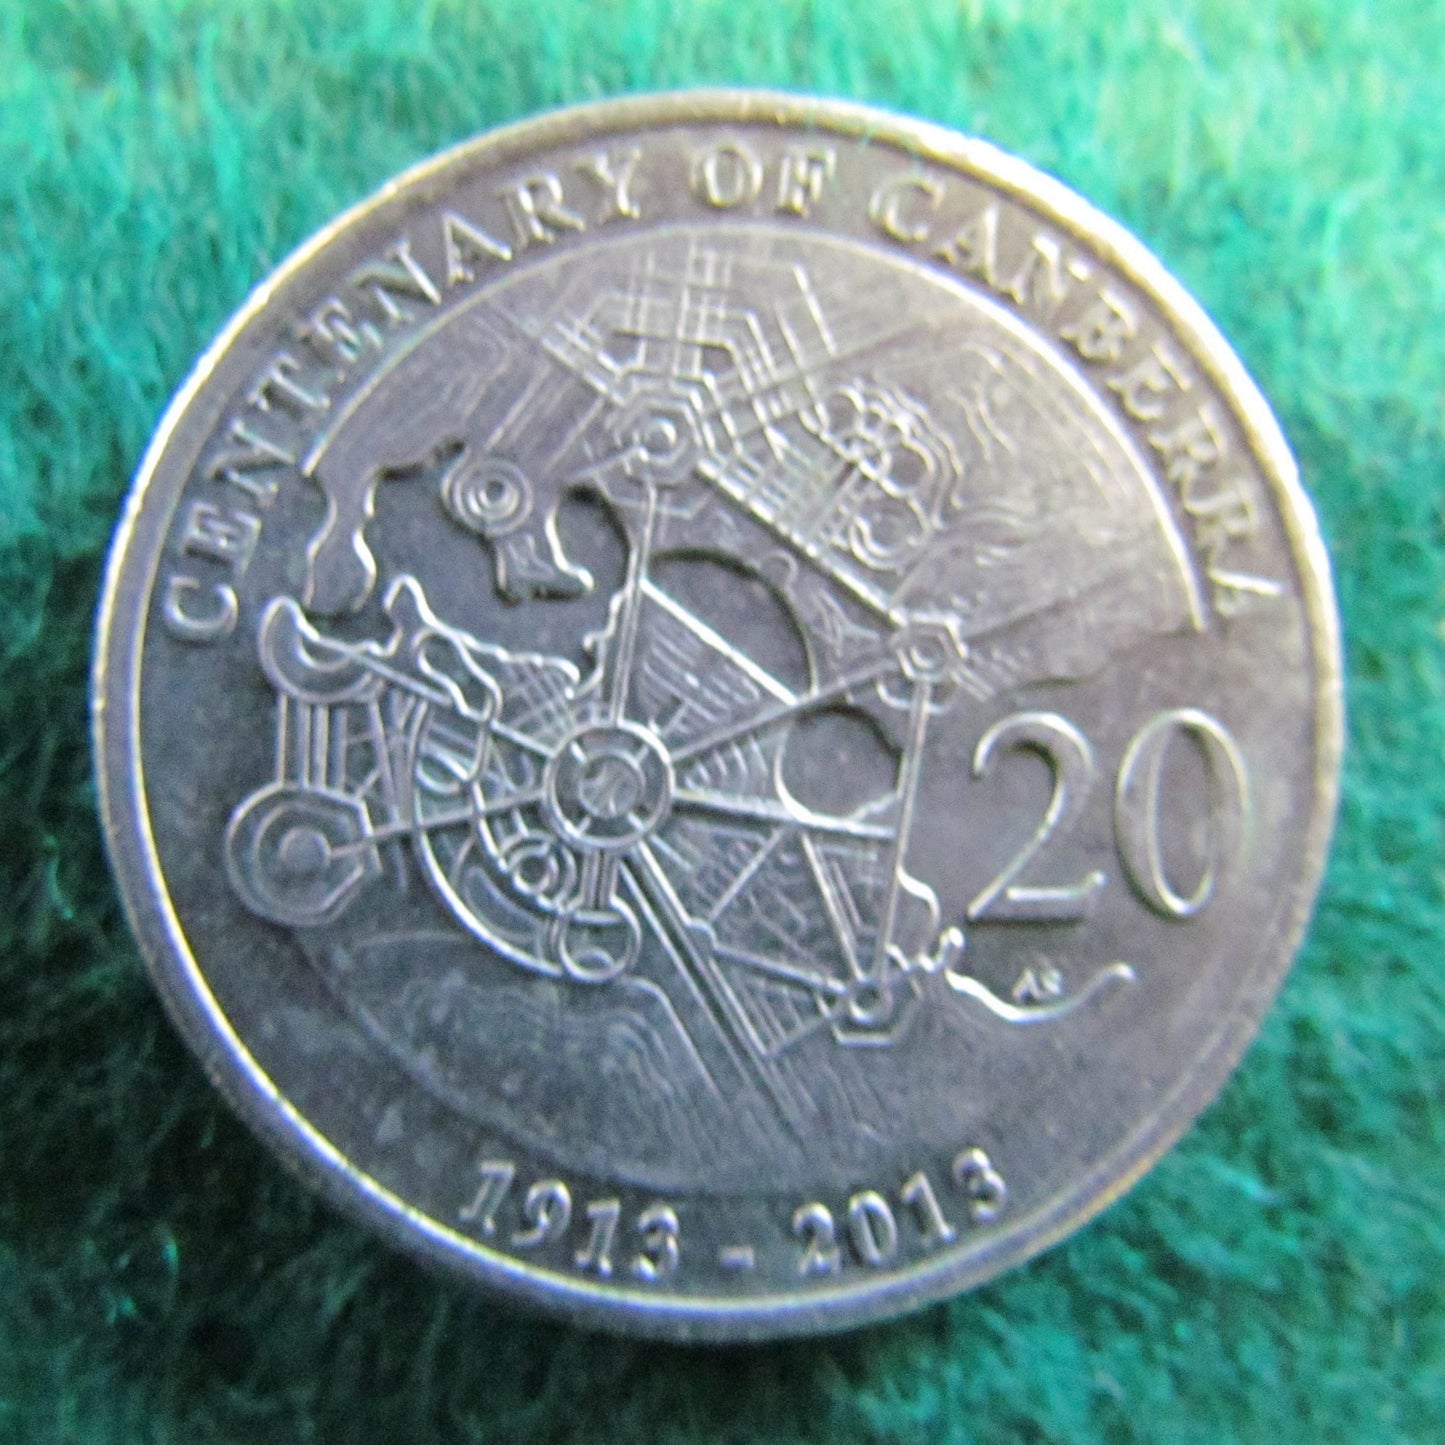 CENTENARY OF CANBERRA
20
1913 - 2013